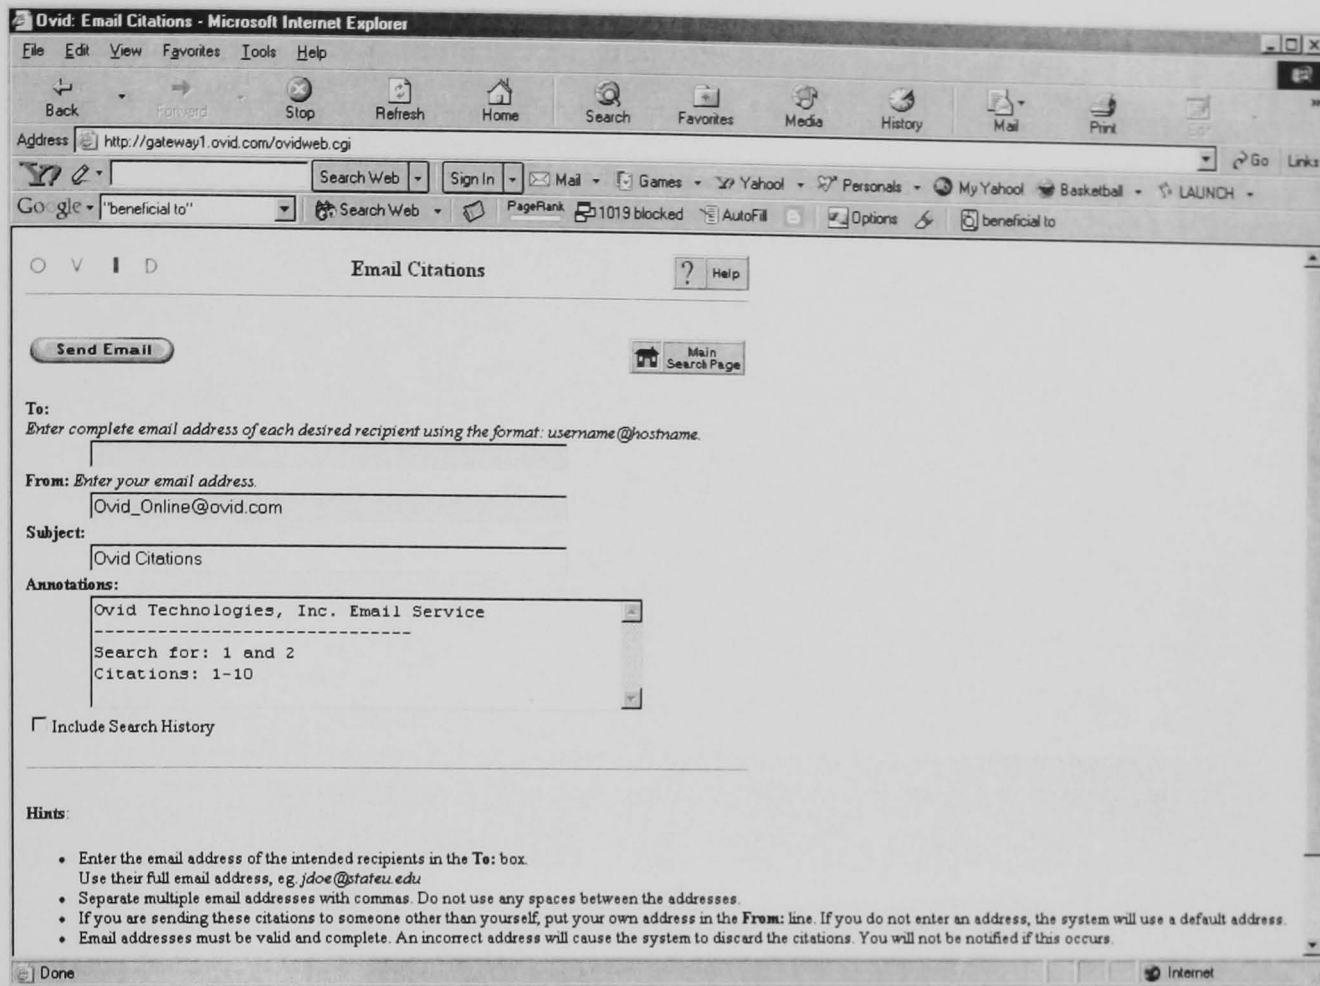 Ovid: Email Citations - Microsoft Internet Explorer
File Edit View Favorites Tools Help
Back Forward Stop Refresh Home Search Favorites Media History Mail Print Edit
Address http://gateway1.ovid.com/ovidweb.cgi Go Links
Y! Search Web Sign In Mail Games Yahoo Personals My Yahoo Basketball LAUNCH
Google "beneficial to" Search Web PageRank 1019 blocked AutoFill Options beneficial to
O V I D Email Citations ? Help
Send Email Main
Search Page
To:
Enter complete email address of each desired recipient using the format: username@hostname.
From: Enter your email address.
Ovid_Online@ovid.com
Subject:
Ovid Citations
Annotations:
Ovid Technologies, Inc. Email Service
------------------------------
Search for: 1 and 2
Citations: 1-10
Include Search History
Hints:
• Enter the email address of the intended recipients in the To: box.
Use their full email address, eg. jdoe@stateu.edu
• Separate multiple email addresses with commas. Do not use any spaces between the addresses.
• If you are sending these citations to someone other than yourself, put your own address in the From: line. If you do not enter an address, the system will use a default address.
• Email addresses must be valid and complete. An incorrect address will cause the system to discard the citations. You will not be notified if this occurs.
Done Internet